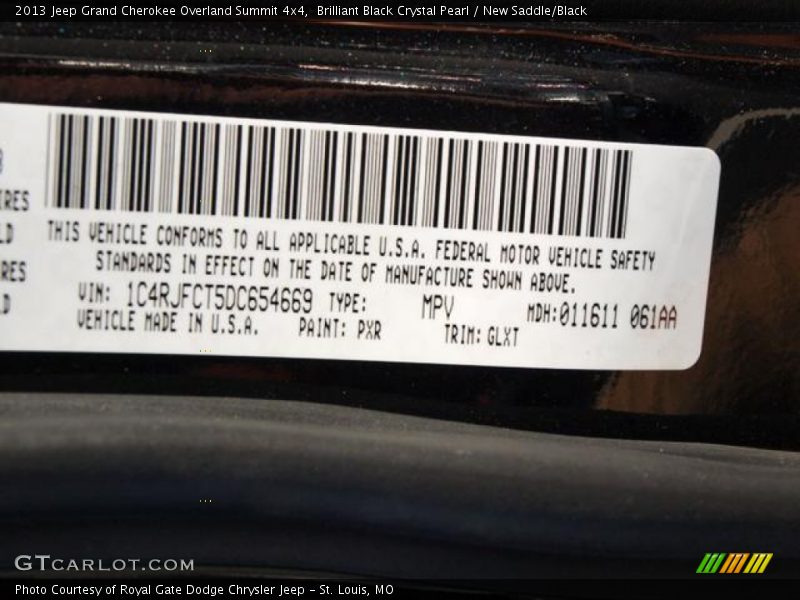 2013 Jeep Grand Cherokee Overland Summit 4x4,  Brilliant Black Crystal Pearl / New Saddle/Black
THIS VEHICLE CONFORMS TO ALL APPLICABLE U.S.A. FEDERAL MOTOR VEHICLE SAFETY
STANDARDS IN EFFECT ON THE DATE OF MANUFACTURE SHOWN ABOVE.
VIN: 1C4RJFCT5DC654669 TYPE: MPV MDH:011611 061AA
VEHICLE MADE IN U.S.A. PAINT: PXR TRIM: GLXT
GTCARLOT.COM
Photo Courtesy of Royal Gate Dodge Chrysler Jeep - St. Louis, MO